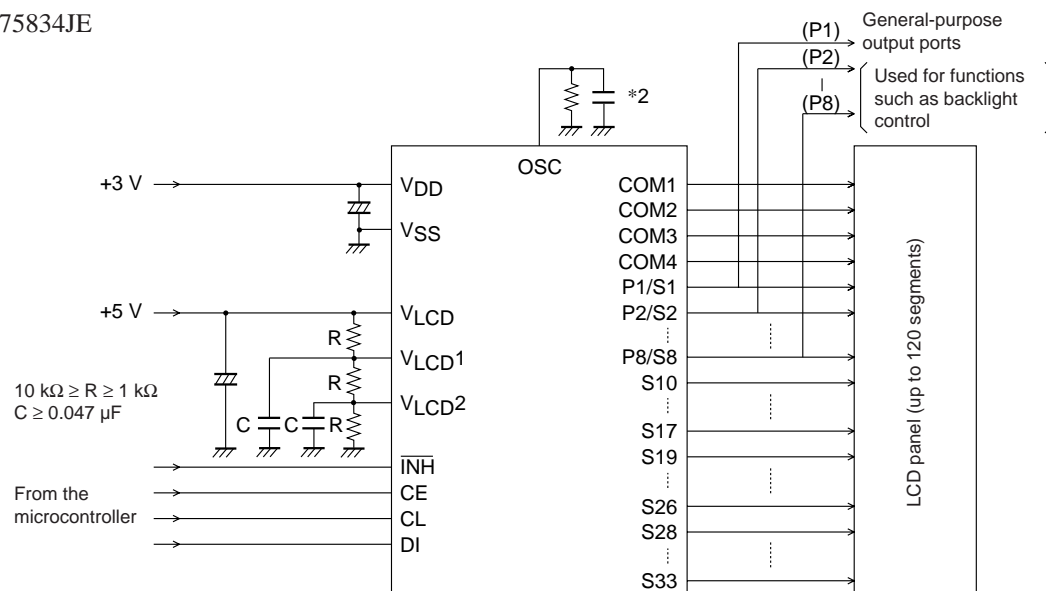 75834JE
General-purpose
output ports
(P1)
(P2)
(P8)
Used for functions
such as backlight
control
*2
OSC
+3 V
VDD
VSS
+5 V
VLCD
R
VLCD1
R
VLCD2
C
C
R
10 kΩ ≥ R ≥ 1 kΩ
C ≥ 0.047 µF
INH
CE
CL
DI
From the
microcontroller
COM1
COM2
COM3
COM4
P1/S1
P2/S2
P8/S8
S10
S17
S19
S26
S28
S33
LCD panel (up to 120 segments)